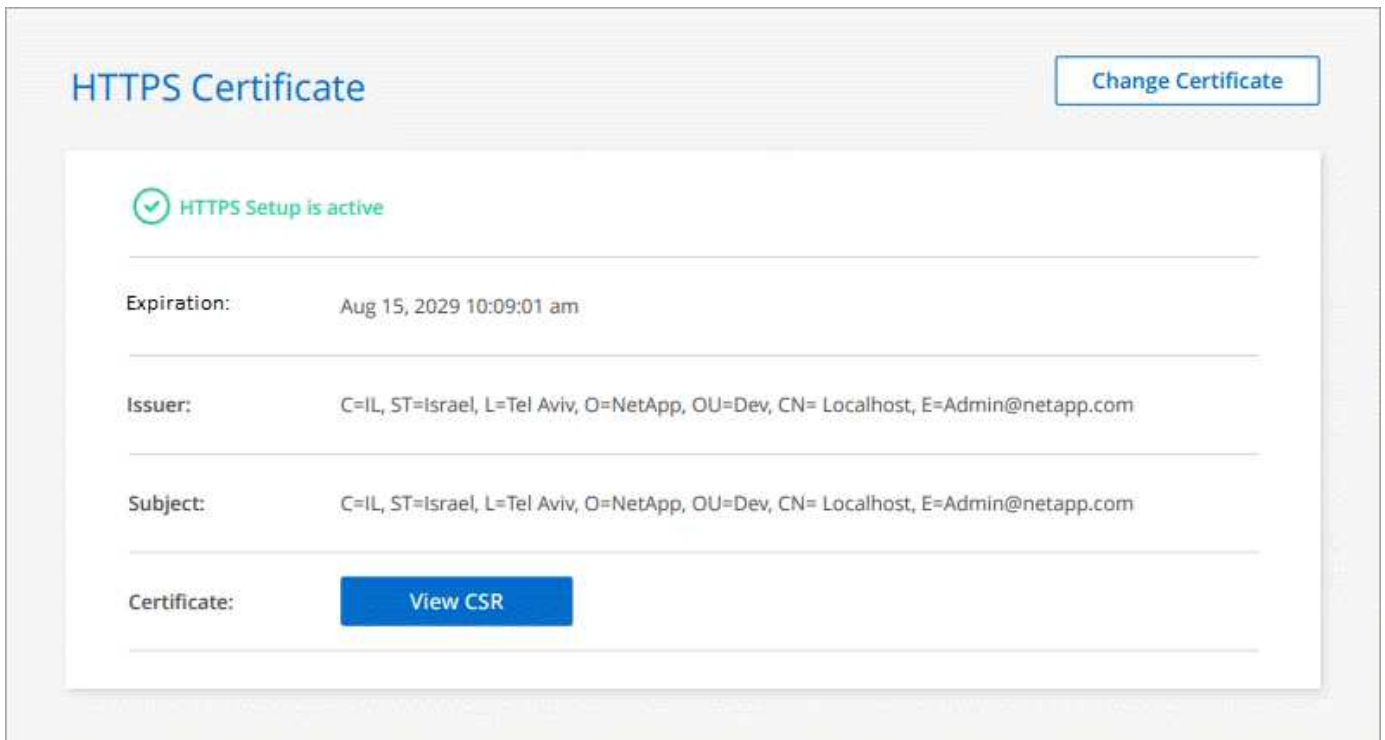 HTTPS Certificate
Change Certificate
HTTPS Setup is active
Expiration: Aug 15, 2029 10:09:01 am
Issuer: C=IL, ST=Israel, L=Tel Aviv, O=NetApp, OU=Dev, CN= Localhost, E=Admin@netapp.com
Subject: C=IL, ST=Israel, L=Tel Aviv, O=NetApp, OU=Dev, CN= Localhost, E=Admin@netapp.com
Certificate: View CSR